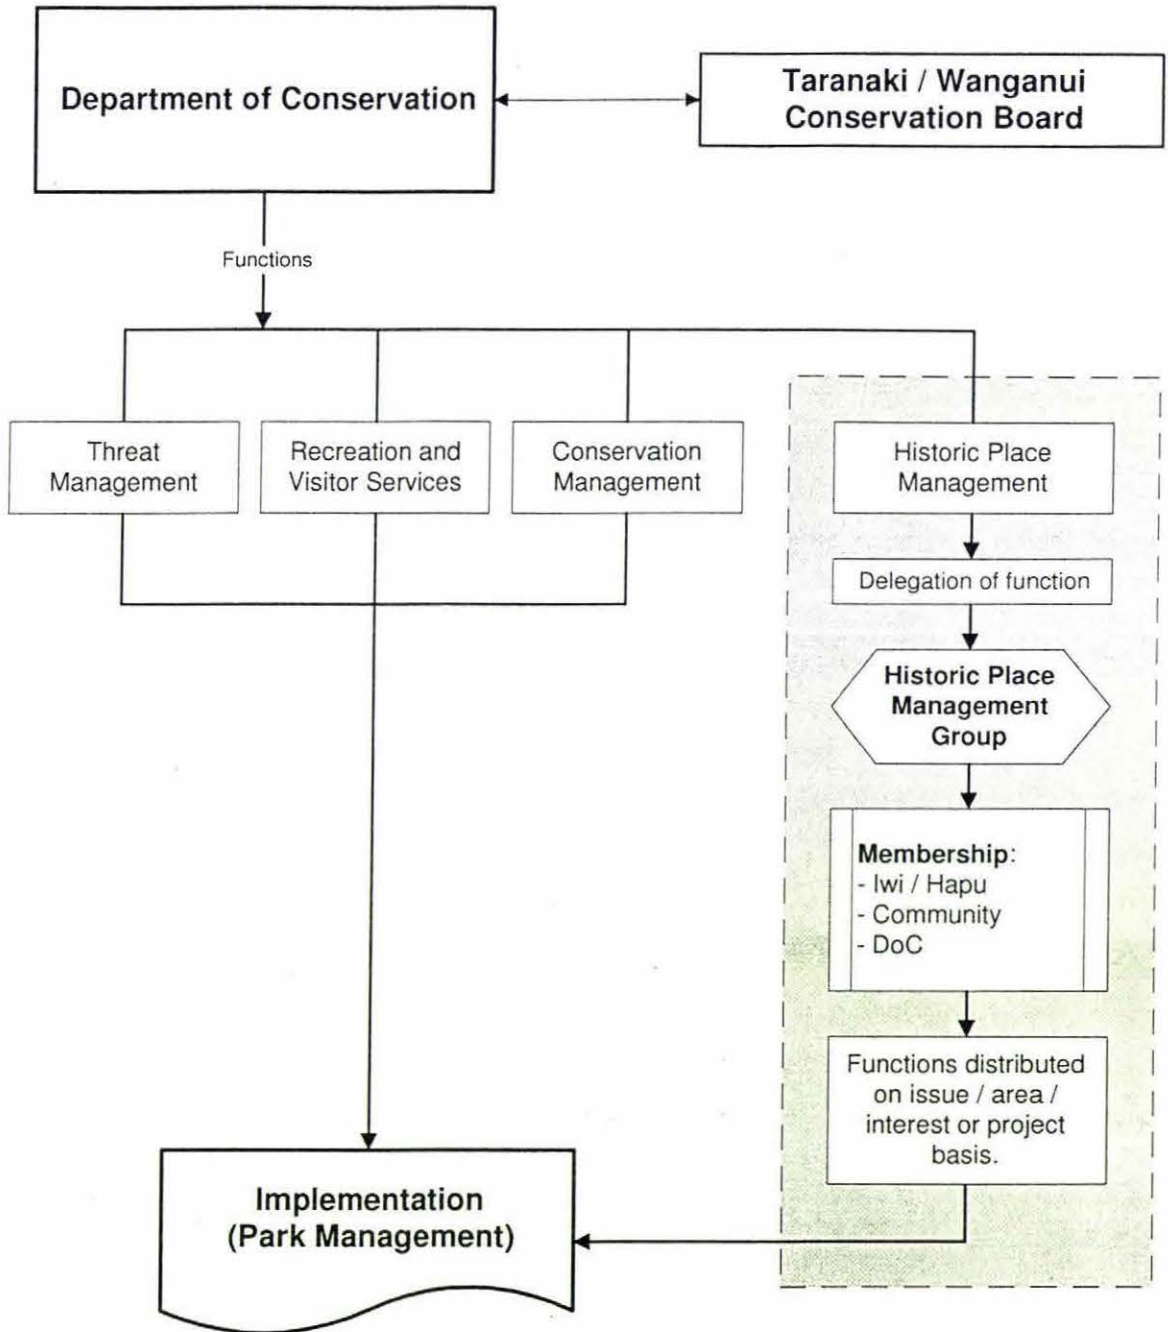 Department of Conservation
Taranaki / Wanganui
Conservation Board
Functions
Threat
Management
Recreation and
Visitor Services
Conservation
Management
Historic Place
Management
Delegation of function
Historic Place
Management
Group
Membership:
- Iwi / Hapu
- Community
- DoC
Functions distributed
on issue / area /
interest or project
basis.
Implementation
(Park Management)